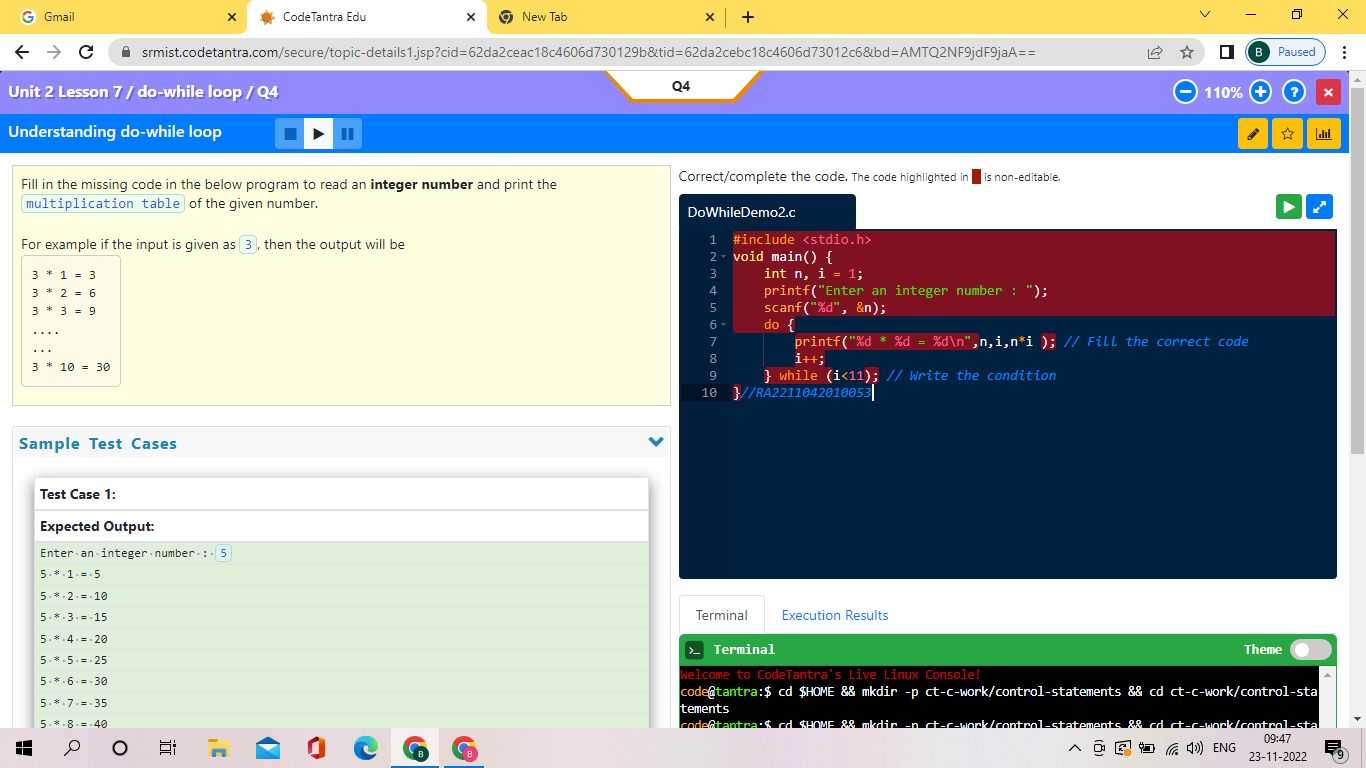 Gmail
CodeTantra Edu
New Tab
srmist.codetantra.com/secure/topic-details1.jsp?cid=62da2ceac18c4606d730129b&tid=62da2cebc18c4606d73012c6&bd=AMTQ2NF9jdF9jaA==
B Paused
Unit 2 Lesson 7 / do-while loop / Q4
Q4
110%
Understanding do-while loop
Fill in the missing code in the below program to read an integer number and print the
multiplication table of the given number.
For example if the input is given as 3, then the output will be
3 * 1 = 3
3 * 2 = 6
3 * 3 = 9
....
...
3 * 10 = 30
Sample Test Cases
Test Case 1:
Expected Output:
Enter·an·integer·number·:·5
5·*·1·=·5
5·*·2·=·10
5·*·3·=·15
5·*·4·=·20
5·*·5·=·25
5·*·6·=·30
5·*·7·=·35
5·*·8·=·40
Correct/complete the code. The code highlighted in is non-editable.
DoWhileDemo2.c
1 #include <stdio.h>
2 void main() {
3 int n, i = 1;
4 printf("Enter an integer number : ");
5 scanf("%d", &n);
6 do {
7 printf("%d * %d = %d\n",n,i,n*i ); // Fill the correct code
8 i++;
9 } while (i<11); // Write the condition
10 }//RA2211042010053
Terminal
Execution Results
Terminal
Theme
Welcome to CodeTantra's Live Linux Console!
code@tantra:$ cd $HOME && mkdir -p ct-c-work/control-statements && cd ct-c-work/control-sta
tements
code@tantra:$ cd $HOME && mkdir -p ct-c-work/control-statements && cd ct-c-work/control-sta
B
B
ENG
09:47
23-11-2022
9